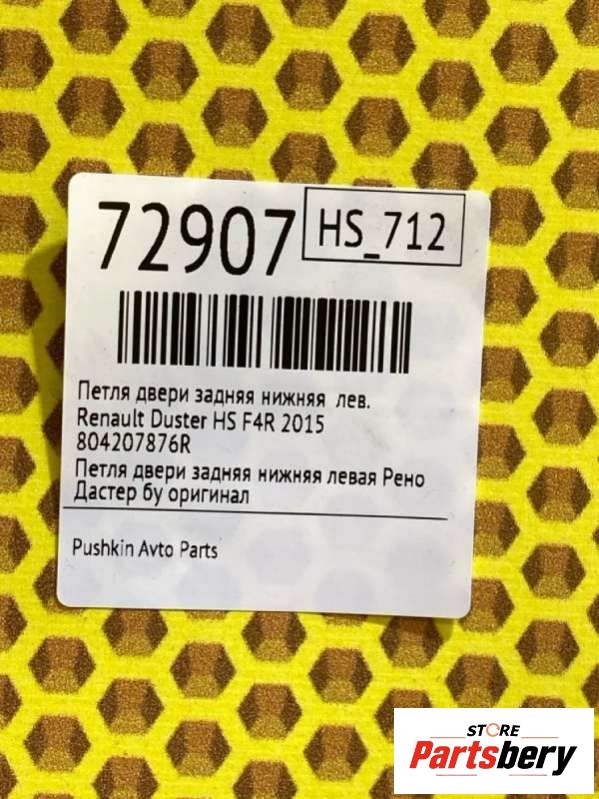 72907 HS_712
Петля двери задняя нижняя лев.
Renault Duster HS F4R 2015
804207876R
Петля двери задняя нижняя левая Рено
Дастер бу оригинал
Pushkin Avto Parts
STORE
Partsbery